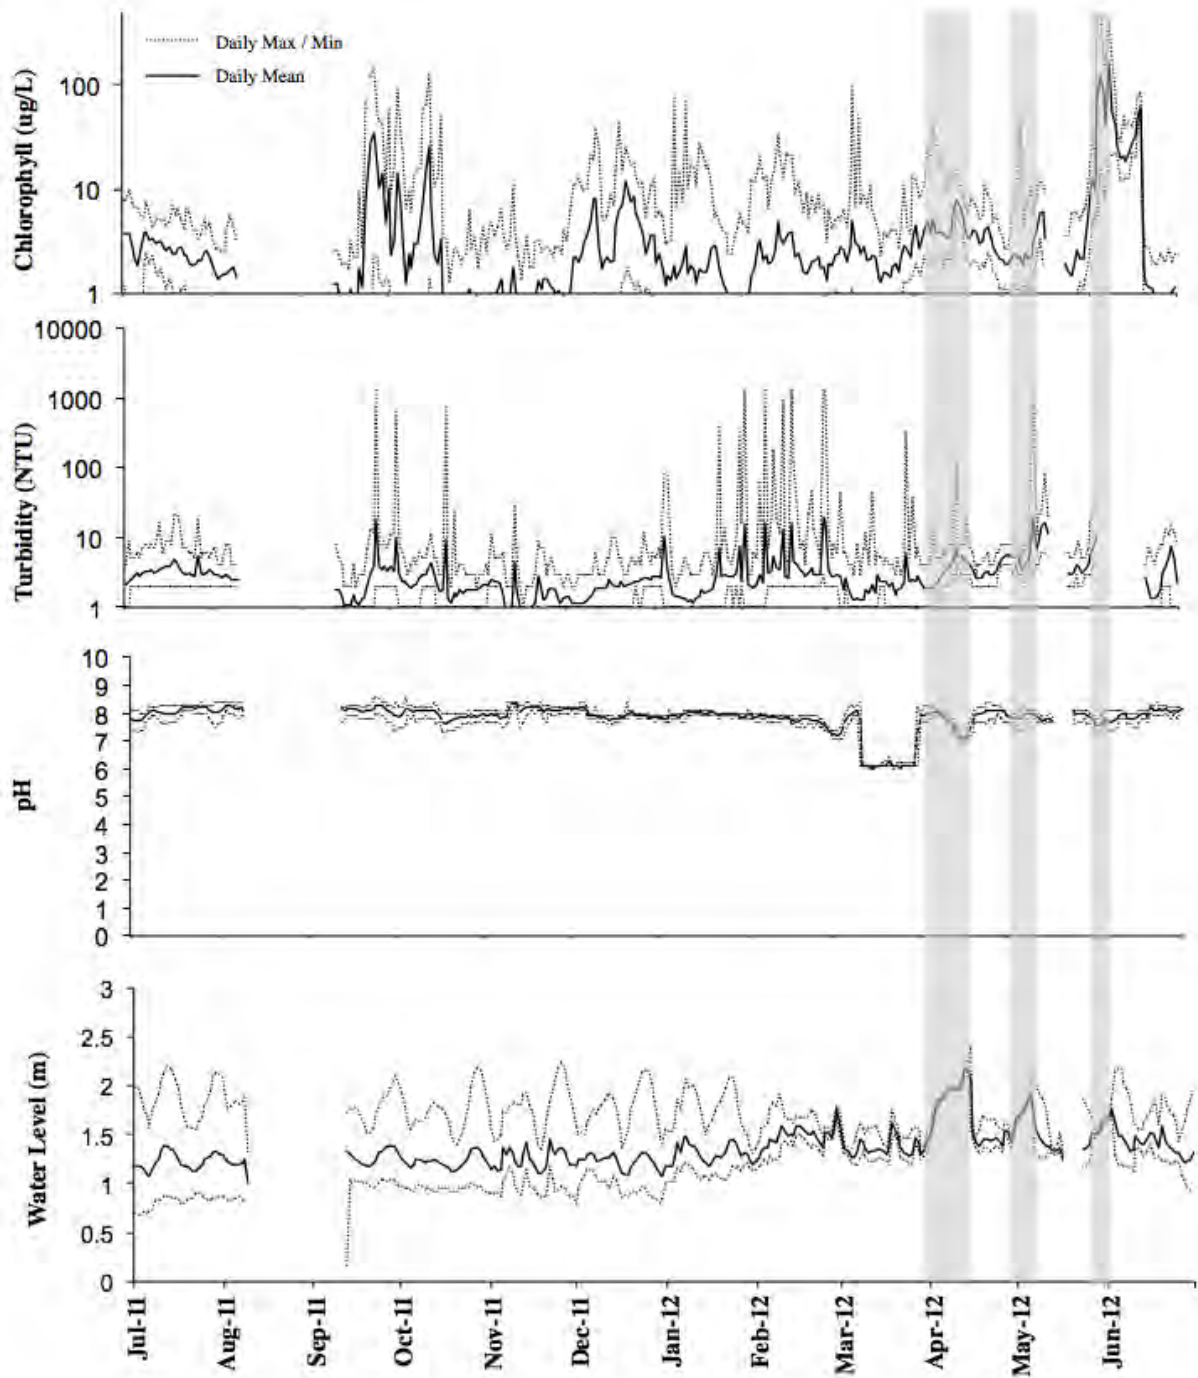 Chlorophyll (ug/L)
100
10
1
Daily Max / Min
Daily Mean
Turbidity (NTU)
10000
1000
100
10
1
pH
10
9
8
7
6
5
4
3
2
1
0
Water Level (m)
3
2.5
2
1.5
1
0.5
0
Jul-11
Aug-11
Sep-11
Oct-11
Nov-11
Dec-11
Jan-12
Feb-12
Mar-12
Apr-12
May-12
Jun-12